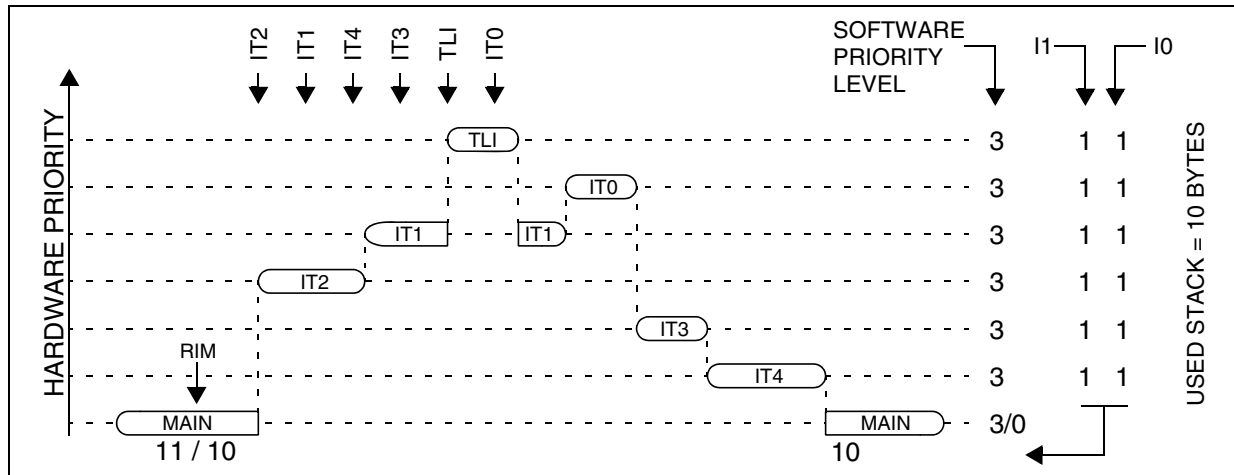 IT2
IT1
IT4
IT3
TLI
IT0
SOFTWARE
PRIORITY
LEVEL
I1
I0
HARDWARE PRIORITY
TLI
3
1 1
IT0
3
1 1
IT1
IT1
3
1 1
IT2
3
1 1
IT3
3
1 1
RIM
IT4
3
1 1
MAIN
MAIN
3/0
11 / 10
10
USED STACK = 10 BYTES